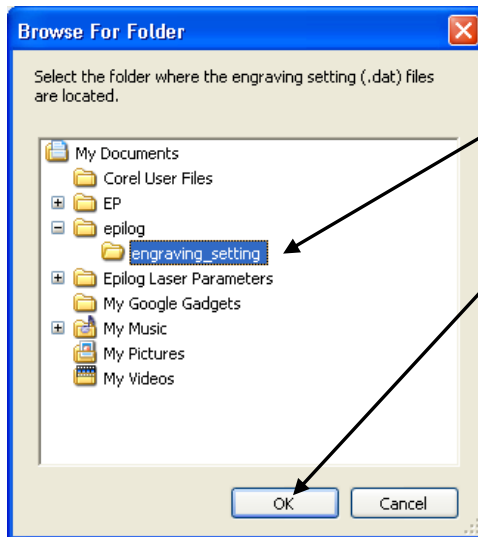 Browse For Folder
Select the folder where the engraving setting (.dat) files
are located.
My Documents
Corel User Files
EP
epilog
engraving_setting
Epilog Laser Parameters
My Google Gadgets
My Music
My Pictures
My Videos
OK
Cancel